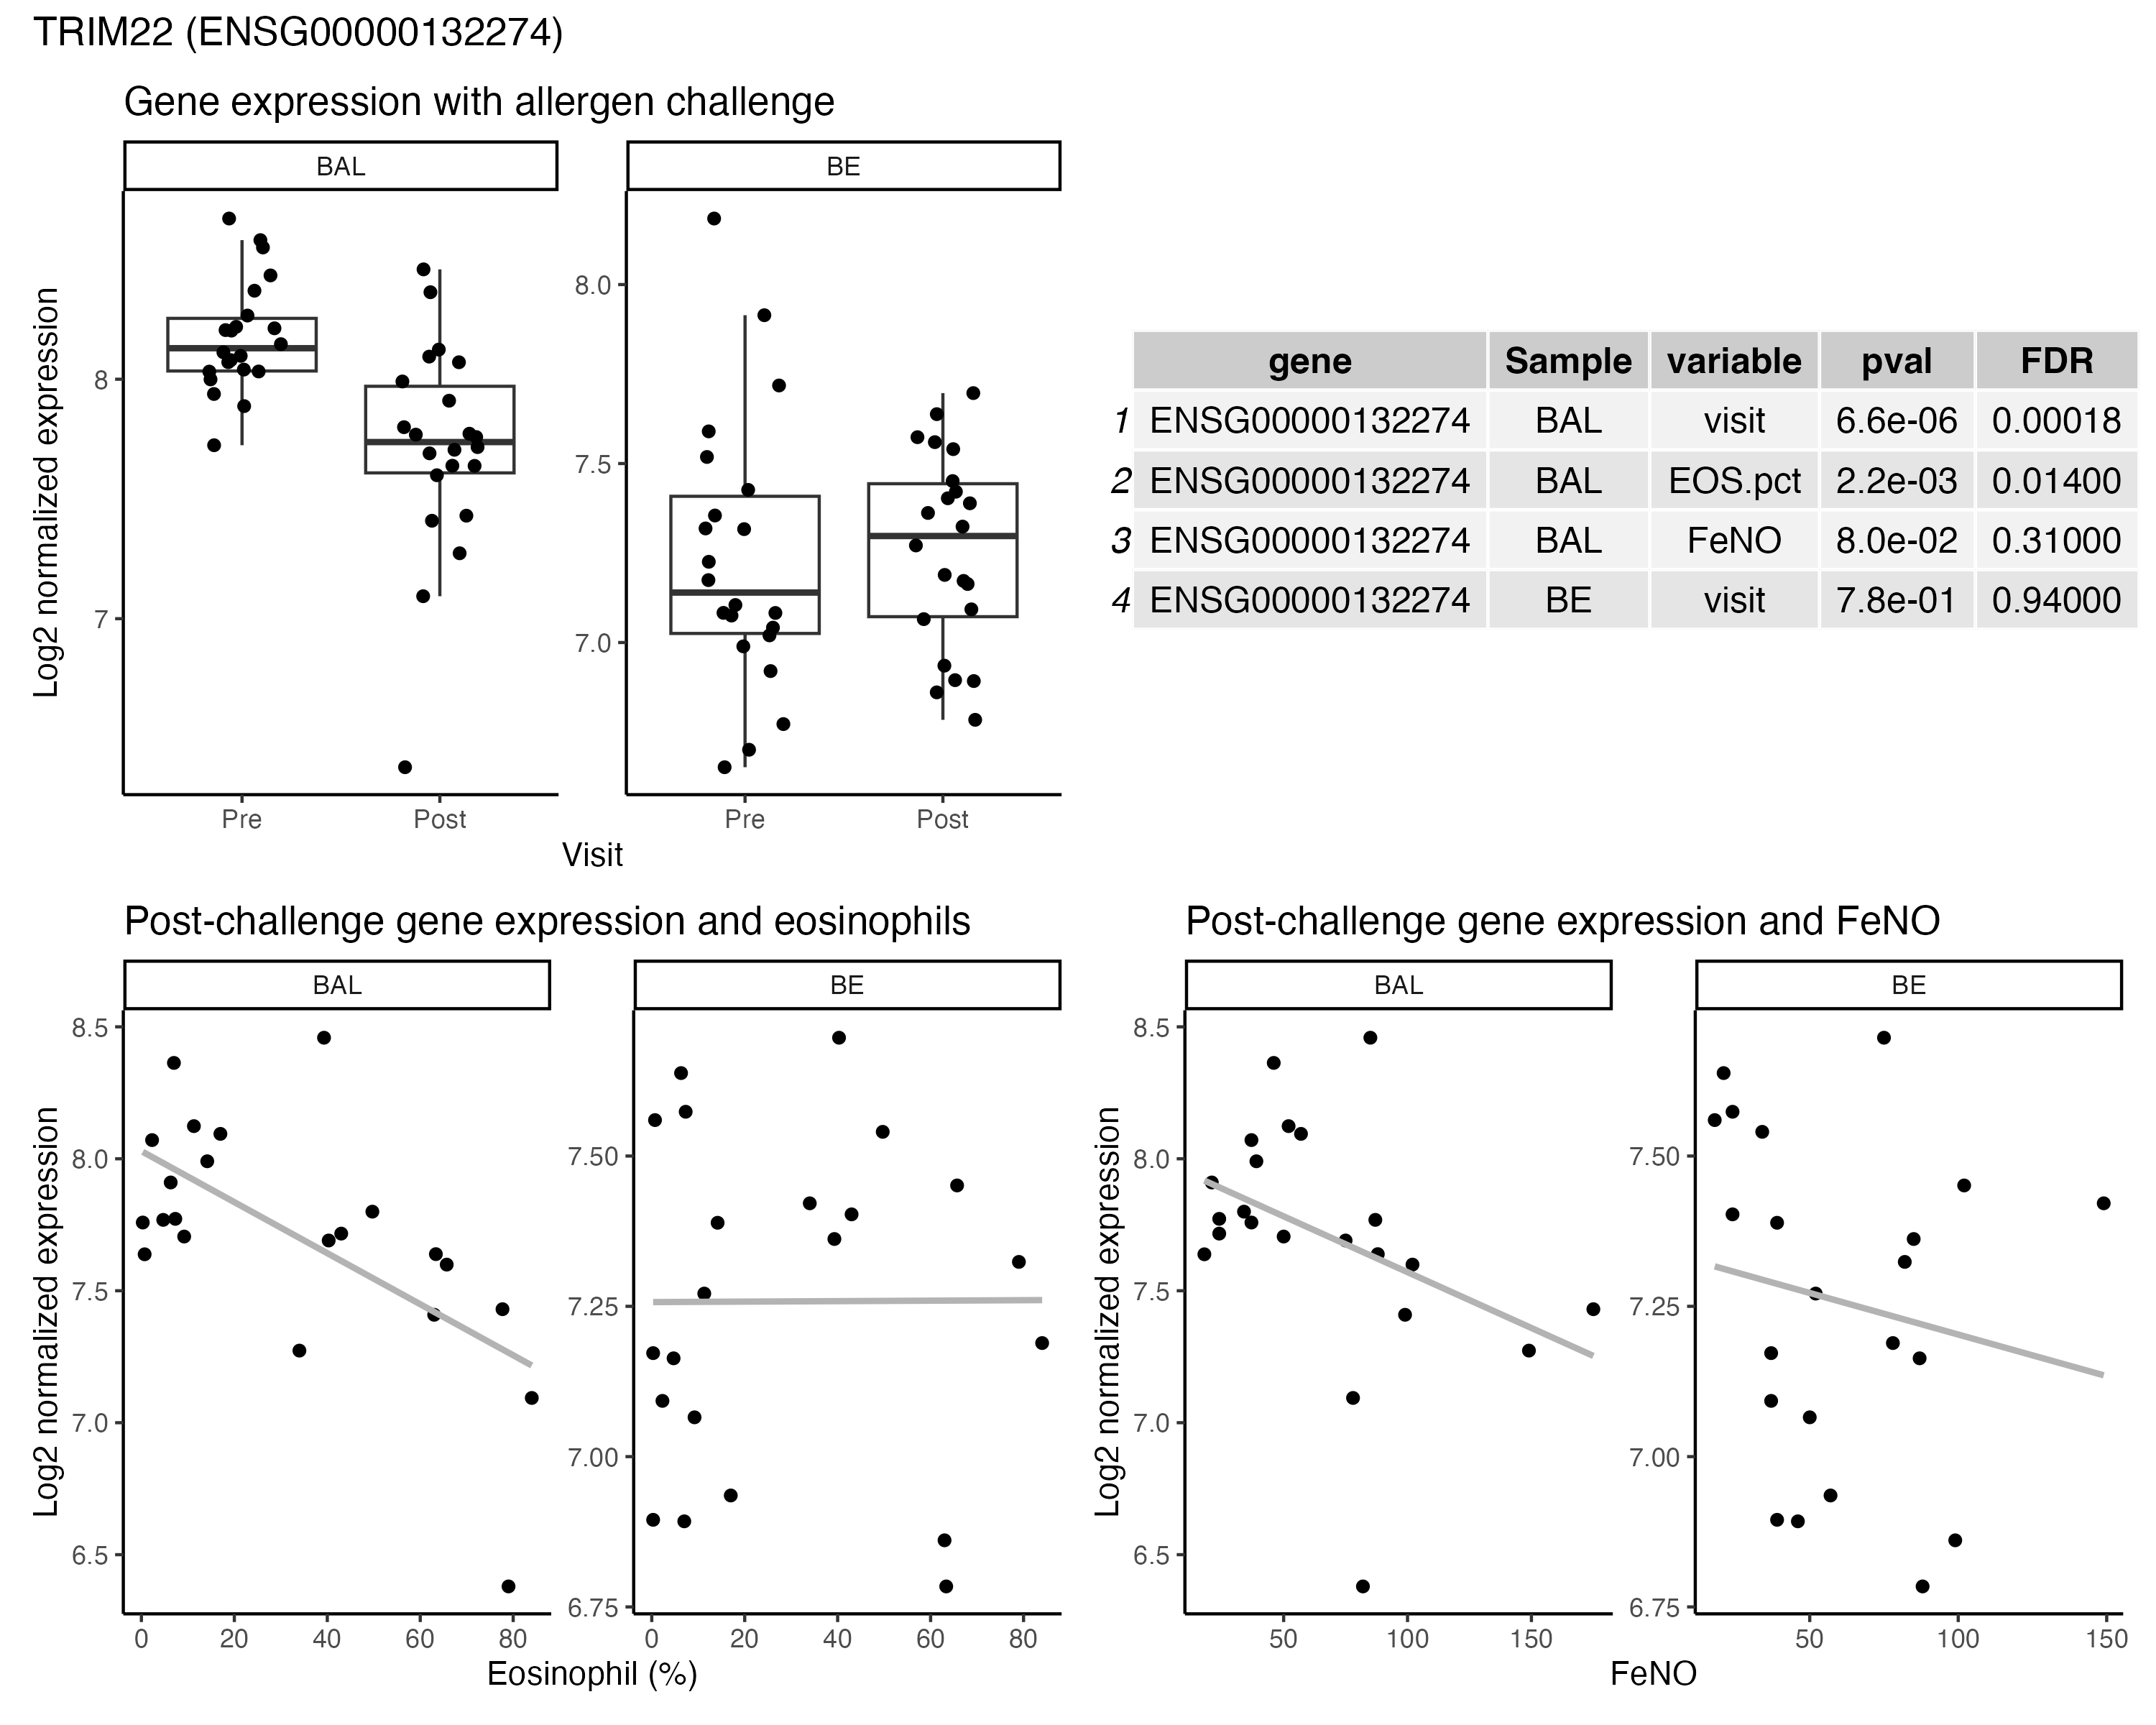 TRIM22 (ENSG00000132274)
Gene expression with allergen challenge
BAL
BE
Log2 normalized expression
8
7
8.0
7.5
7.0
Pre
Post
Pre
Post
Visit
gene Sample variable pval FDR
1 ENSG00000132274 BAL visit 6.6e-06 0.00018
2 ENSG00000132274 BAL EOS.pct 2.2e-03 0.01400
3 ENSG00000132274 BAL FeNO 8.0e-02 0.31000
4 ENSG00000132274 BE visit 7.8e-01 0.94000
Post-challenge gene expression and eosinophils
BAL
BE
Log2 normalized expression
8.5
8.0
7.5
7.0
6.5
7.50
7.25
7.00
6.75
0 20 40 60 80
0 20 40 60 80
Eosinophil (%)
Post-challenge gene expression and FeNO
BAL
BE
Log2 normalized expression
8.5
8.0
7.5
7.0
6.5
7.50
7.25
7.00
6.75
50 100 150
50 100 150
FeNO